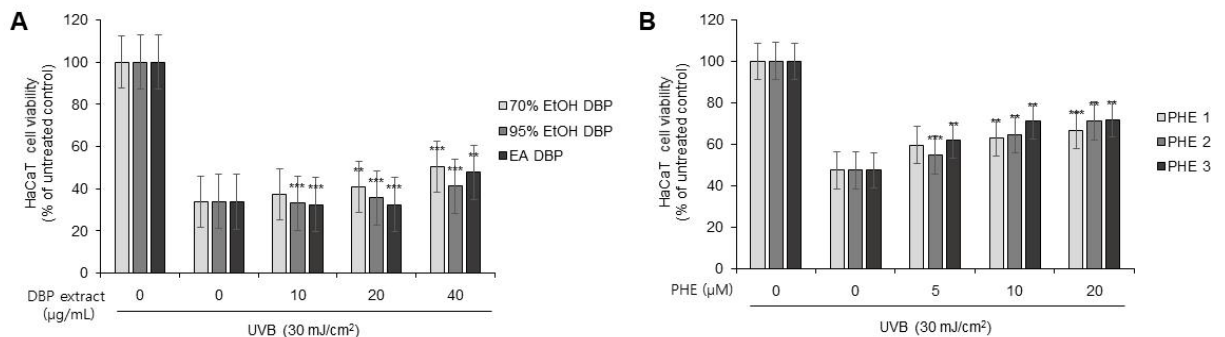 A
HaCaT cell viability
(% of untreated control)
120
100
80
60
40
20
0
*** ***
** *** ***
*** *** **
70% EtOH DBP
95% EtOH DBP
EA DBP
DBP extract
(μg/mL)
0 0 10 20 40
UVB (30 mJ/cm²)
B
HaCaT cell viability
(% of untreated control)
120
100
80
60
40
20
0
*** **
** ** **
*** ** **
PHE 1
PHE 2
PHE 3
PHE (μM)
0 0 5 10 20
UVB (30 mJ/cm²)